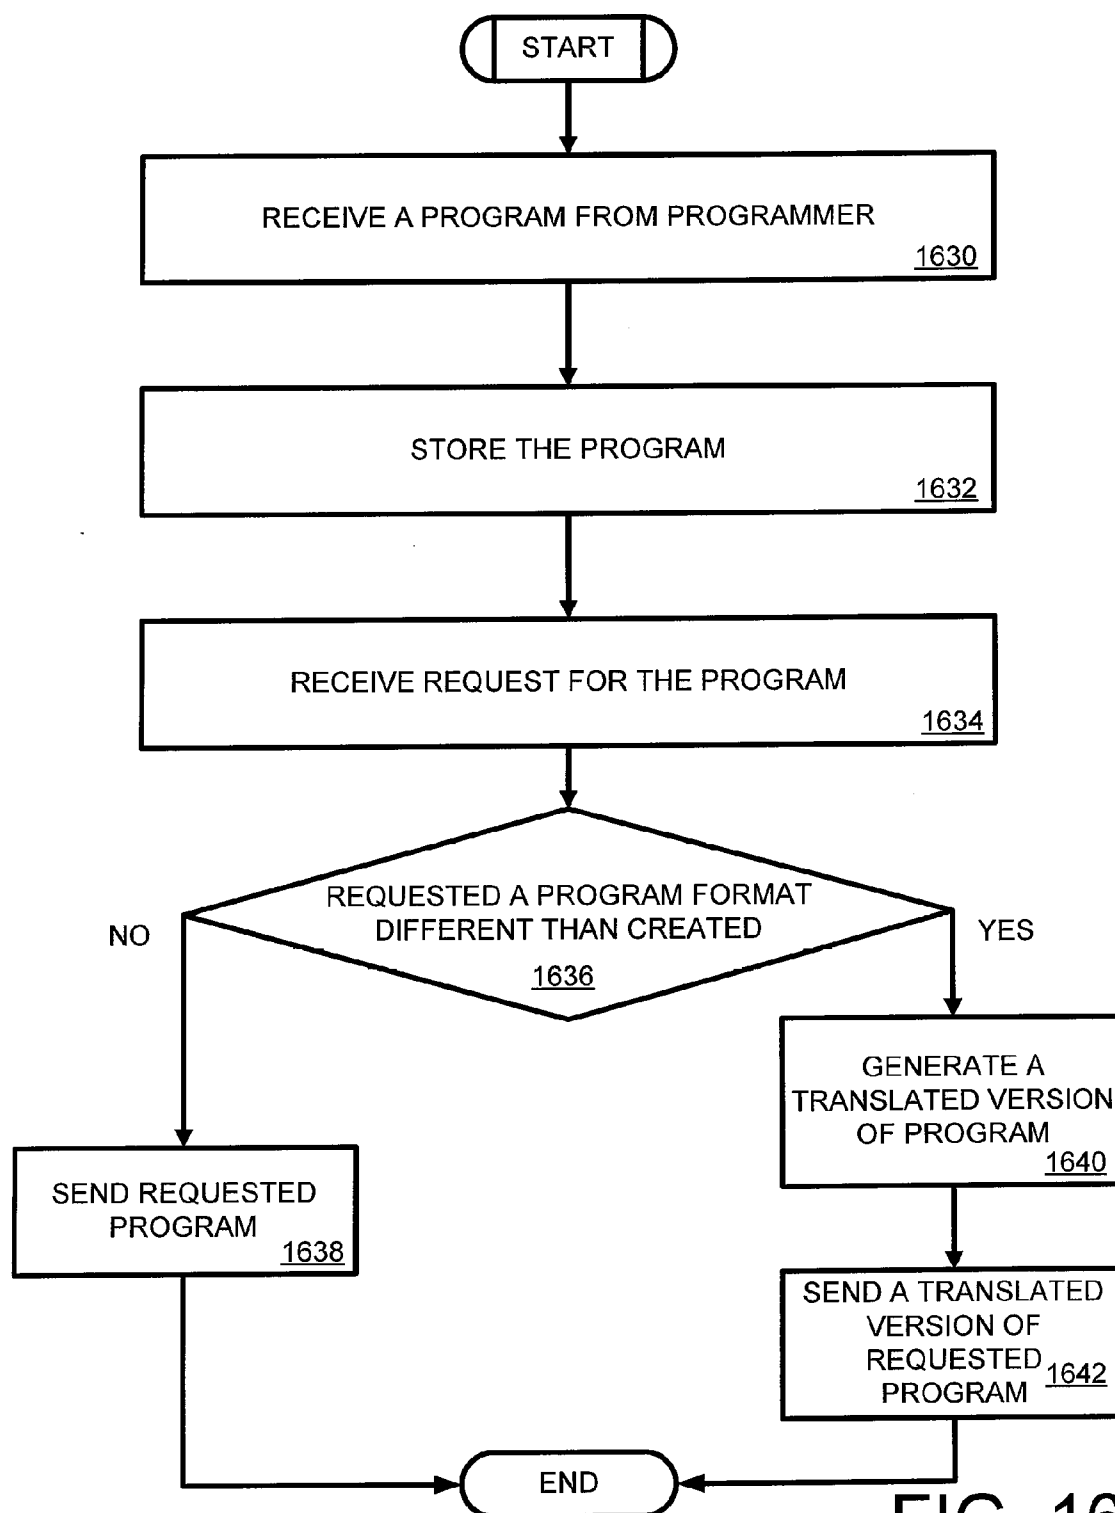 START
RECEIVE A PROGRAM FROM PROGRAMMER
1630
STORE THE PROGRAM
1632
RECEIVE REQUEST FOR THE PROGRAM
1634
REQUESTED A PROGRAM FORMAT
DIFFERENT THAN CREATED
1636
NO
YES
GENERATE A
TRANSLATED VERSION
OF PROGRAM
1640
SEND REQUESTED
PROGRAM
1638
SEND A TRANSLATED
VERSION OF
REQUESTED
PROGRAM
1642
END
FIG. 16